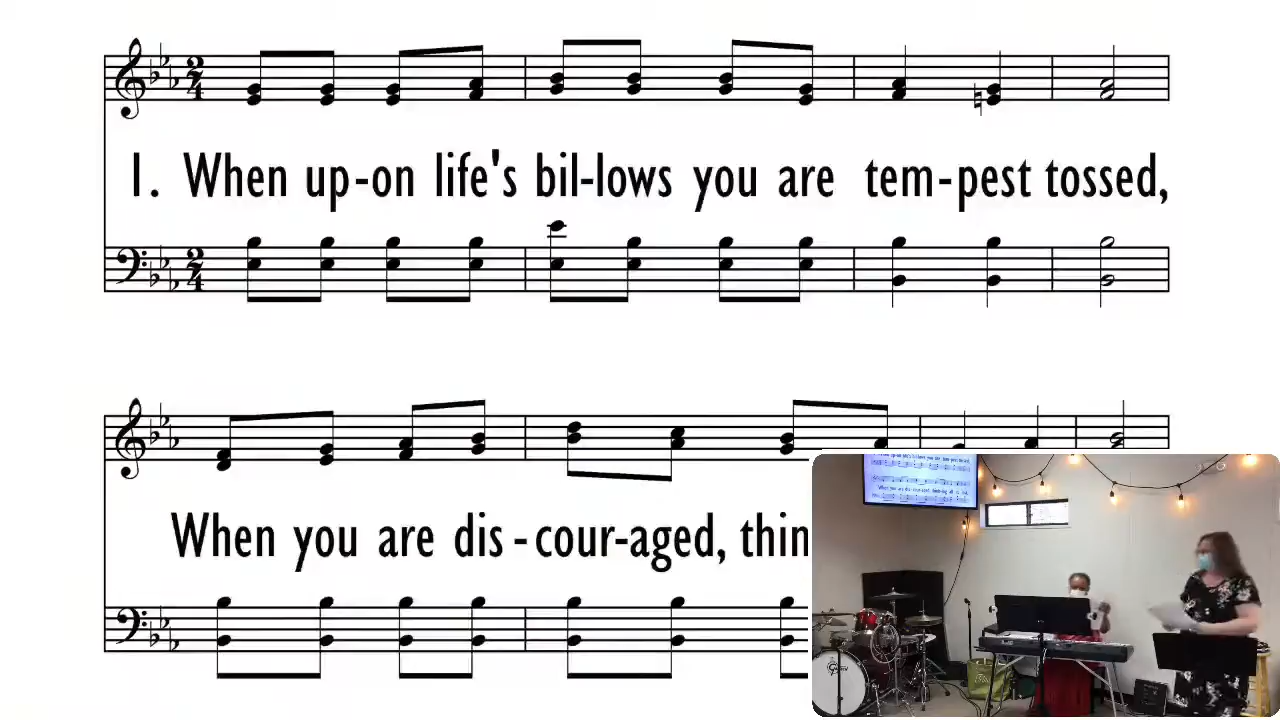 1. When up-on life's bil-lows you are tem-pest tossed,
When you are dis-cour-aged, thin